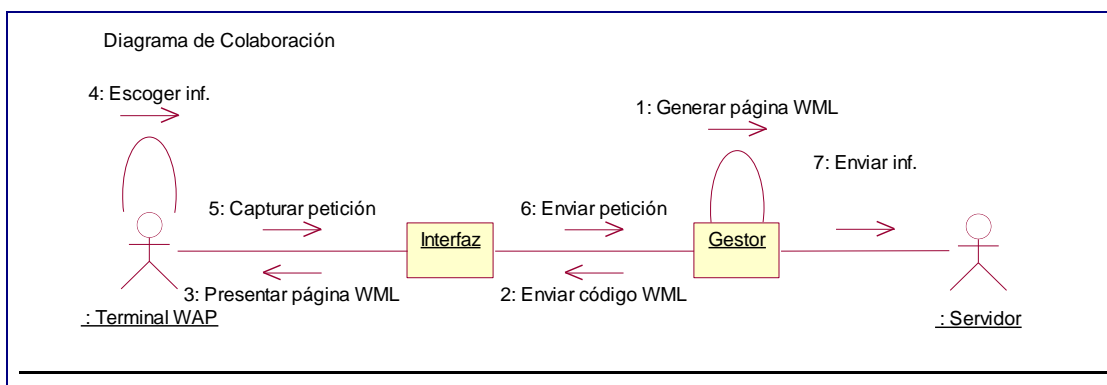 Diagrama de Colaboración
4: Escoger inf.
1: Generar página WML
7: Enviar inf.
5: Capturar petición
6: Enviar petición
Interfaz
Gestor
3: Presentar página WML
2: Enviar código WML
: Terminal WAP
: Servidor